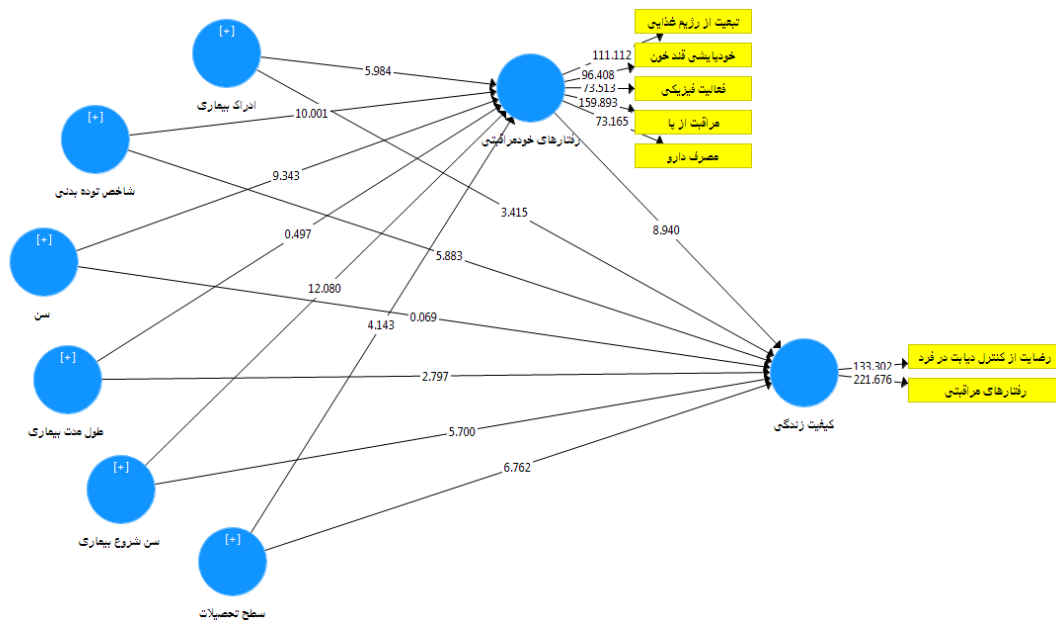 [+]
ادراک بیماری
[+]
شاخص توده بدنی
[+]
سن
[+]
طول مدت بیماری
[+]
سن شروع بیماری
[+]
سطح تحصیلات
رفتارهای خودمراقبتی
تبعیت از رژیم غذایی
خودپایشی قند خون
فعالیت فیزیکی
مراقبت از پا
مصرف دارو
111.112
96.408
73.513
159.893
73.165
5.984
10.001
9.343
0.497
12.080
4.143
3.415
5.883
0.069
2.797
5.700
6.762
8.940
کیفیت زندگی
133.302
221.676
رضایت از کنترل دیابت در فرد
رفتارهای مراقبتی